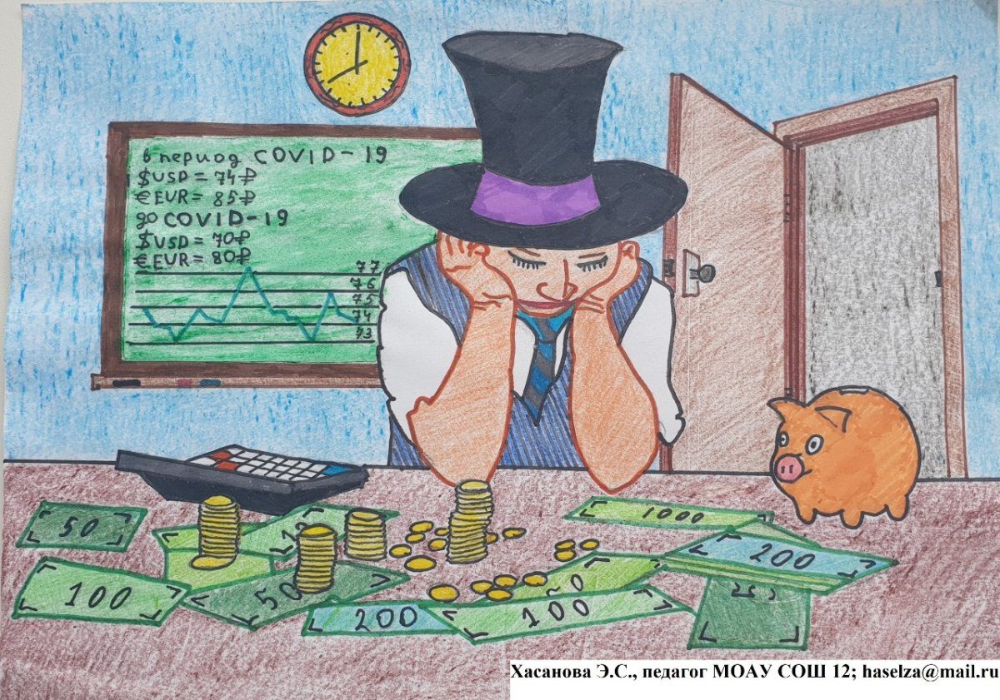 в период COVID-19
$USD = 74₽
€EUR = 85₽
до COVID-19
$USD = 70₽
€EUR = 80₽
77
76
75
74
73
50
1000
200
100
50
200
100
Хасанова Э.С., педагог МОАУ СОШ 12; haselza@mail.ru